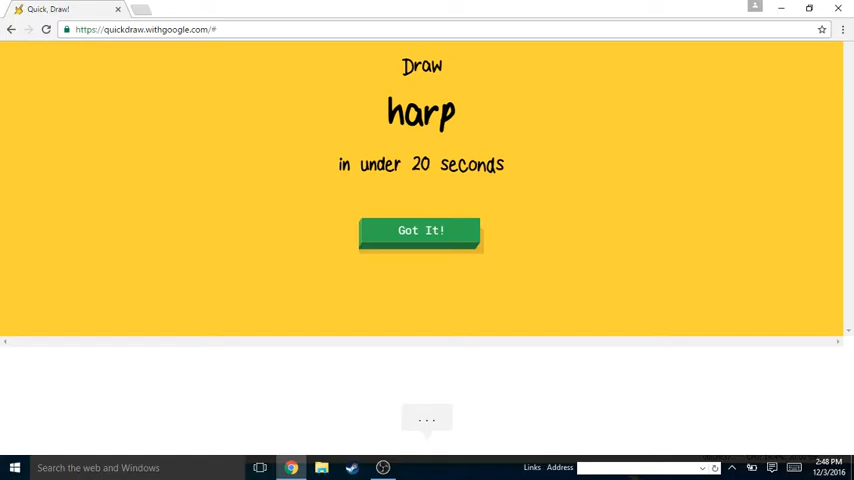 Quick, Draw!
https://quickdraw.withgoogle.com/#
Draw
harp
in under 20 seconds
Got It!
...
Search the web and Windows
Links
Address
2:48 PM
12/3/2016